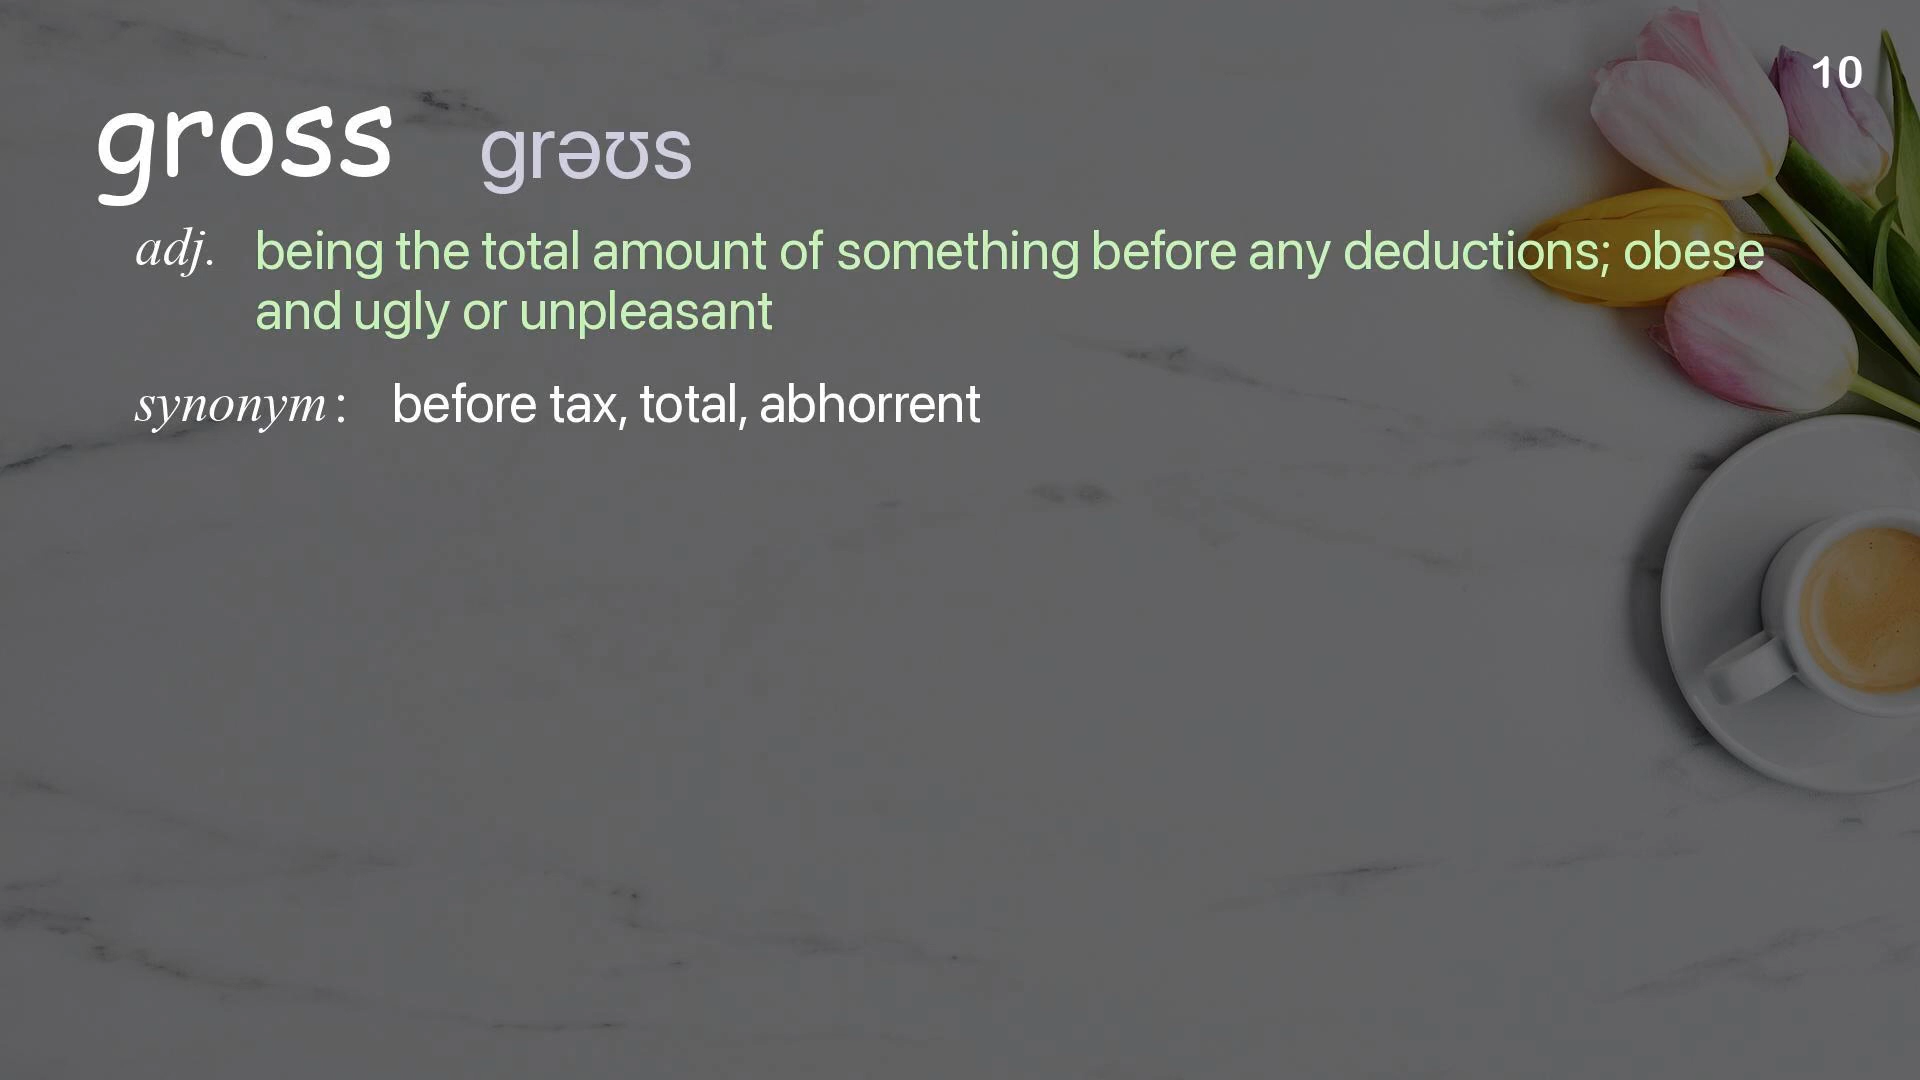 10
gross grəʊs
adj. being the total amount of something before any deductions; obese
and ugly or unpleasant
synonym: before tax, total, abhorrent